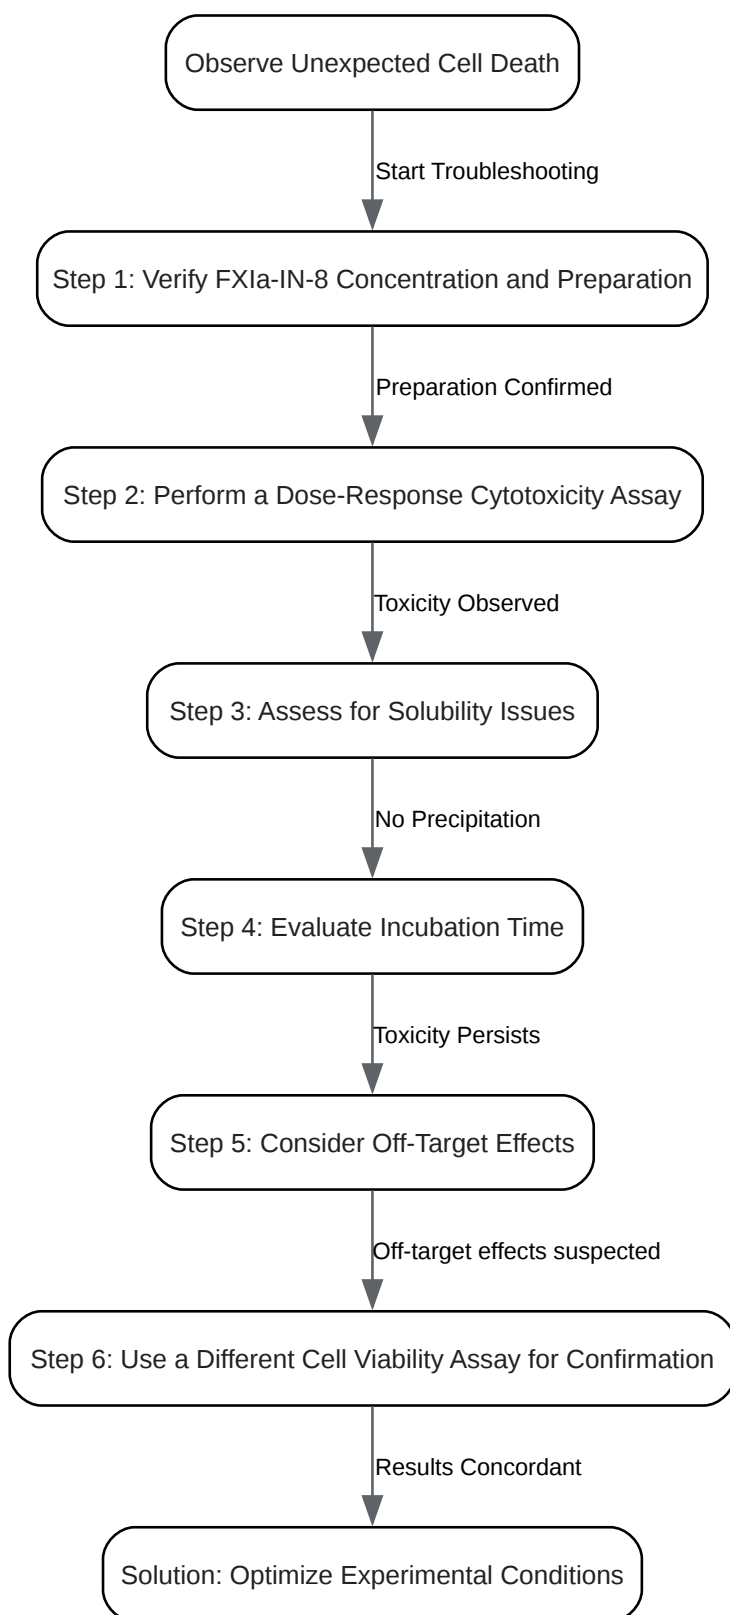 Observe Unexpected Cell Death
Start Troubleshooting
Step 1: Verify FXIa-IN-8 Concentration and Preparation
Preparation Confirmed
Step 2: Perform a Dose-Response Cytotoxicity Assay
Toxicity Observed
Step 3: Assess for Solubility Issues
No Precipitation
Step 4: Evaluate Incubation Time
Toxicity Persists
Step 5: Consider Off-Target Effects
Off-target effects suspected
Step 6: Use a Different Cell Viability Assay for Confirmation
Results Concordant
Solution: Optimize Experimental Conditions